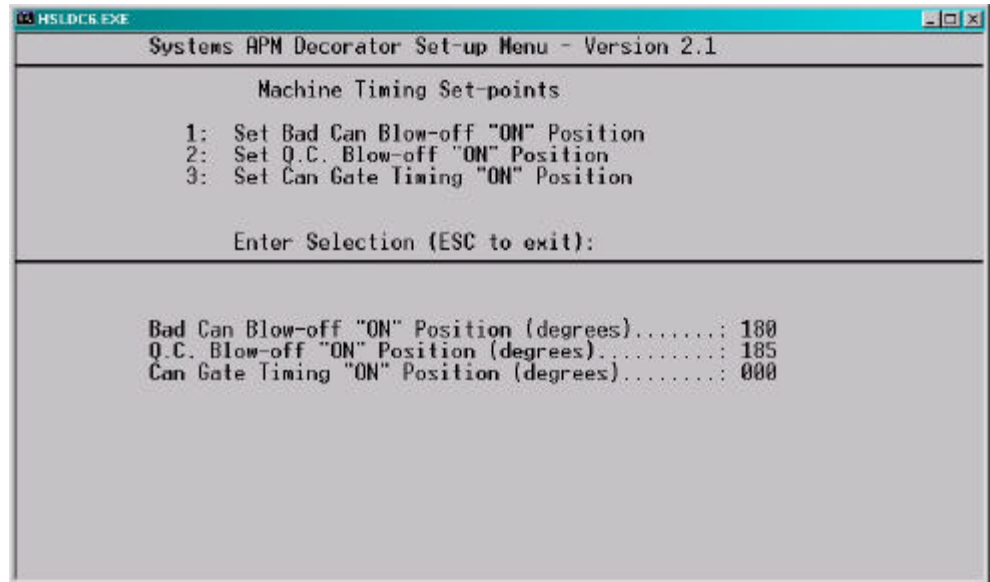 HSLDC6.EXE
Systems APM Decorator Set-up Menu - Version 2.1
Machine Timing Set-points
1: Set Bad Can Blow-off "ON" Position
2: Set Q.C. Blow-off "ON" Position
3: Set Can Gate Timing "ON" Position
Enter Selection (ESC to exit):
Bad Can Blow-off "ON" Position (degrees).......: 180
Q.C. Blow-off "ON" Position (degrees)..........: 185
Can Gate Timing "ON" Position (degrees)........: 000